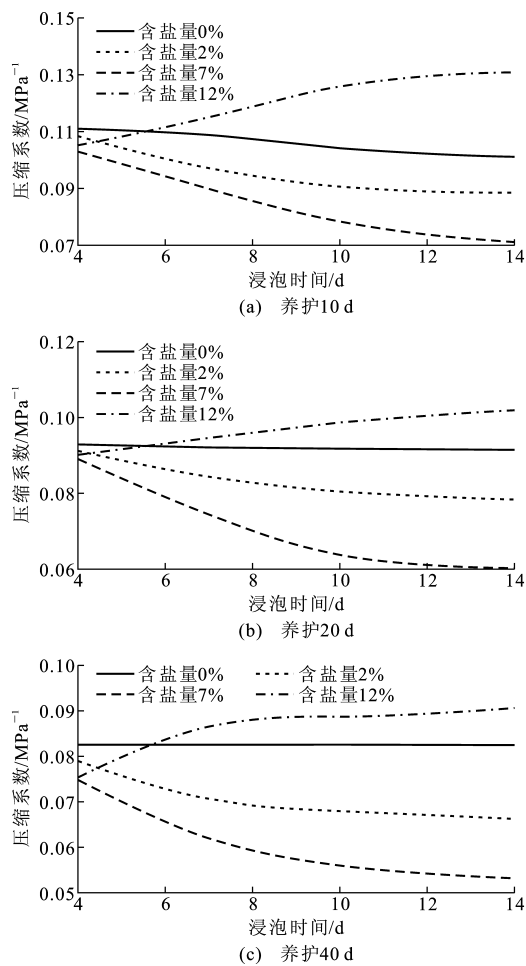 0.15
含盐量0%
含盐量2%
0.13
含盐量7%
含盐量12%
0.11
压缩系数/MPa⁻¹
0.09
0.07
4 6 8 10 12 14
浸泡时间/d
(a) 养护10 d
0.12
含盐量0%
含盐量2%
含盐量7%
0.10
含盐量12%
压缩系数/MPa⁻¹
0.08
0.06
4 6 8 10 12 14
浸泡时间/d
(b) 养护20 d
0.10
含盐量0% 含盐量2%
含盐量7% 含盐量12%
0.09
0.08
压缩系数/MPa⁻¹
0.07
0.06
0.05
4 6 8 10 12 14
浸泡时间/d
(c) 养护40 d